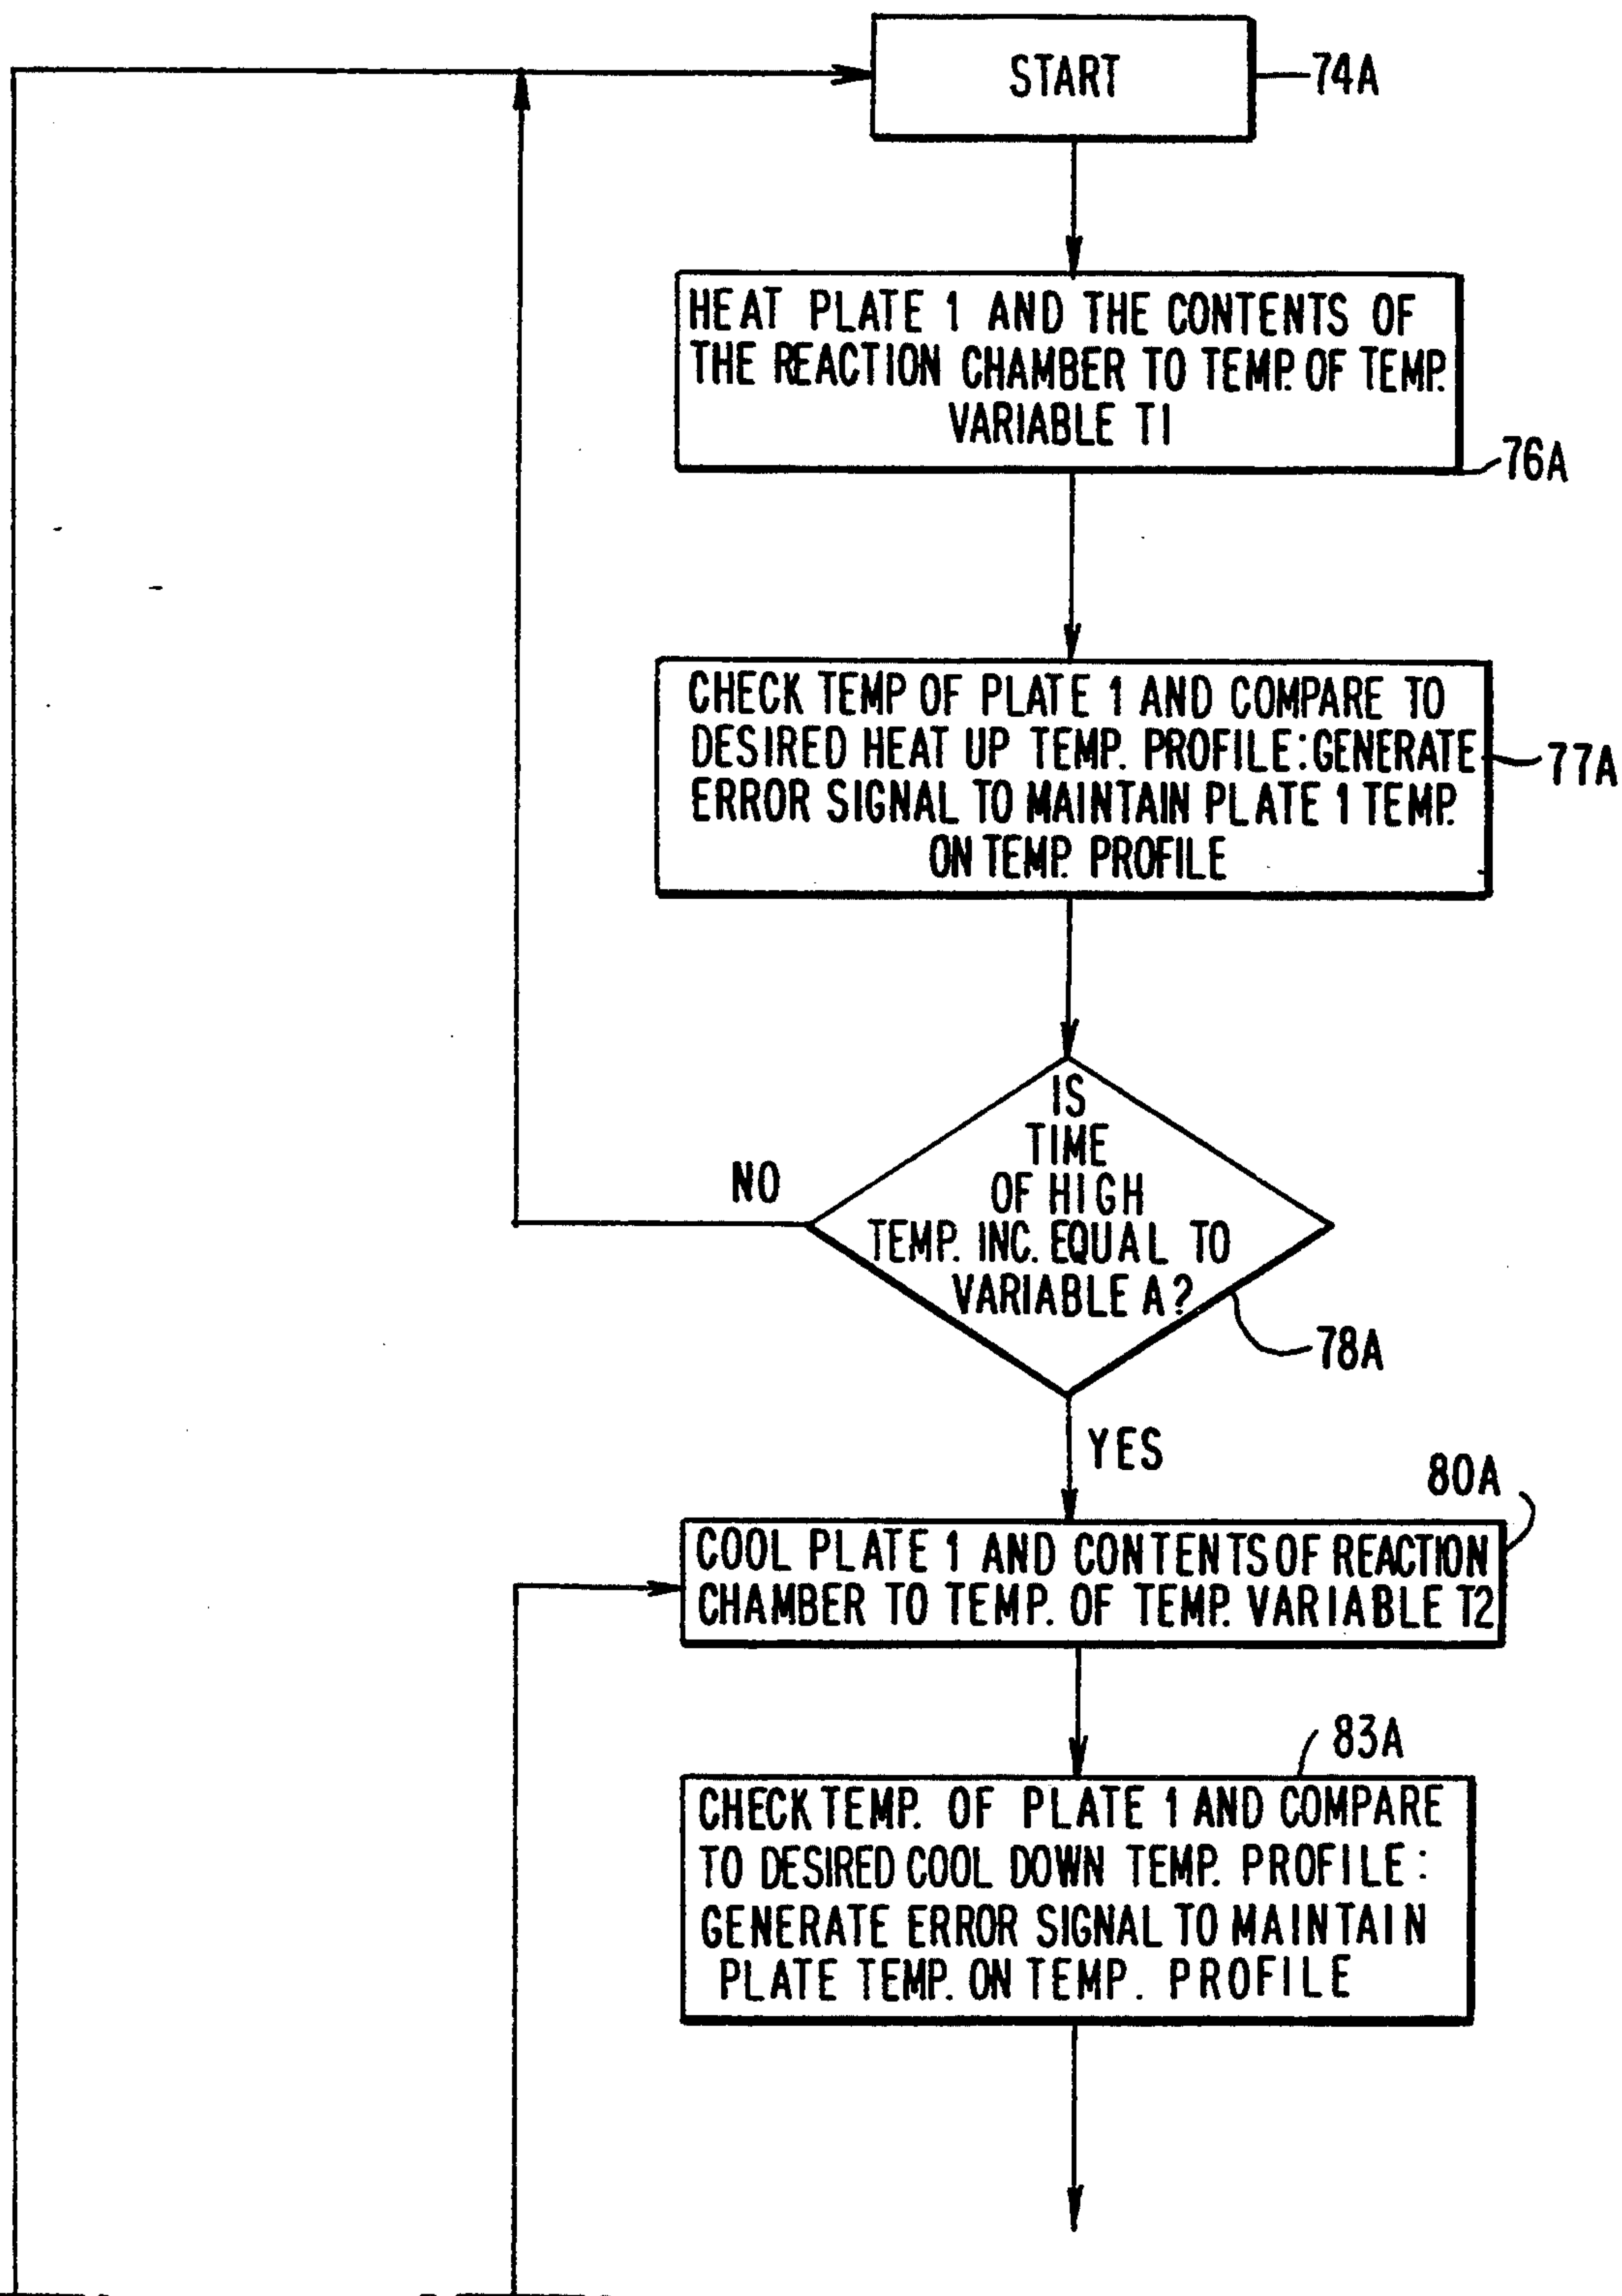 START
74A
HEAT PLATE 1 AND THE CONTENTS OF
THE REACTION CHAMBER TO TEMP. OF TEMP.
VARIABLE T1
76A
CHECK TEMP OF PLATE 1 AND COMPARE TO
DESIRED HEAT UP TEMP. PROFILE: GENERATE
ERROR SIGNAL TO MAINTAIN PLATE 1 TEMP.
ON TEMP. PROFILE
77A
IS
TIME
OF HIGH
TEMP. INC. EQUAL TO
VARIABLE A?
NO
78A
YES
80A
COOL PLATE 1 AND CONTENTS OF REACTION
CHAMBER TO TEMP. OF TEMP. VARIABLE T2
83A
CHECK TEMP. OF PLATE 1 AND COMPARE
TO DESIRED COOL DOWN TEMP. PROFILE:
GENERATE ERROR SIGNAL TO MAINTAIN
PLATE TEMP. ON TEMP. PROFILE